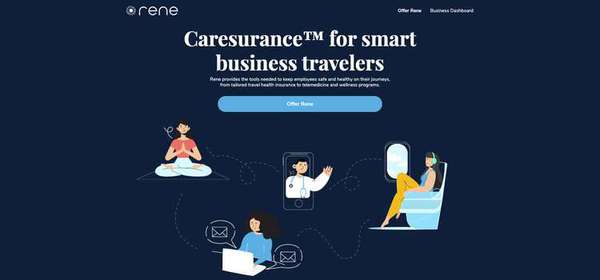 rene
Offer Rene
Business Dashboard
Caresurance™ for smart
business travelers
Rene provides the tools needed to keep employees safe and healthy on their journeys,
from tailored travel health insurance to telemedicine and wellness programs.
Offer Rene